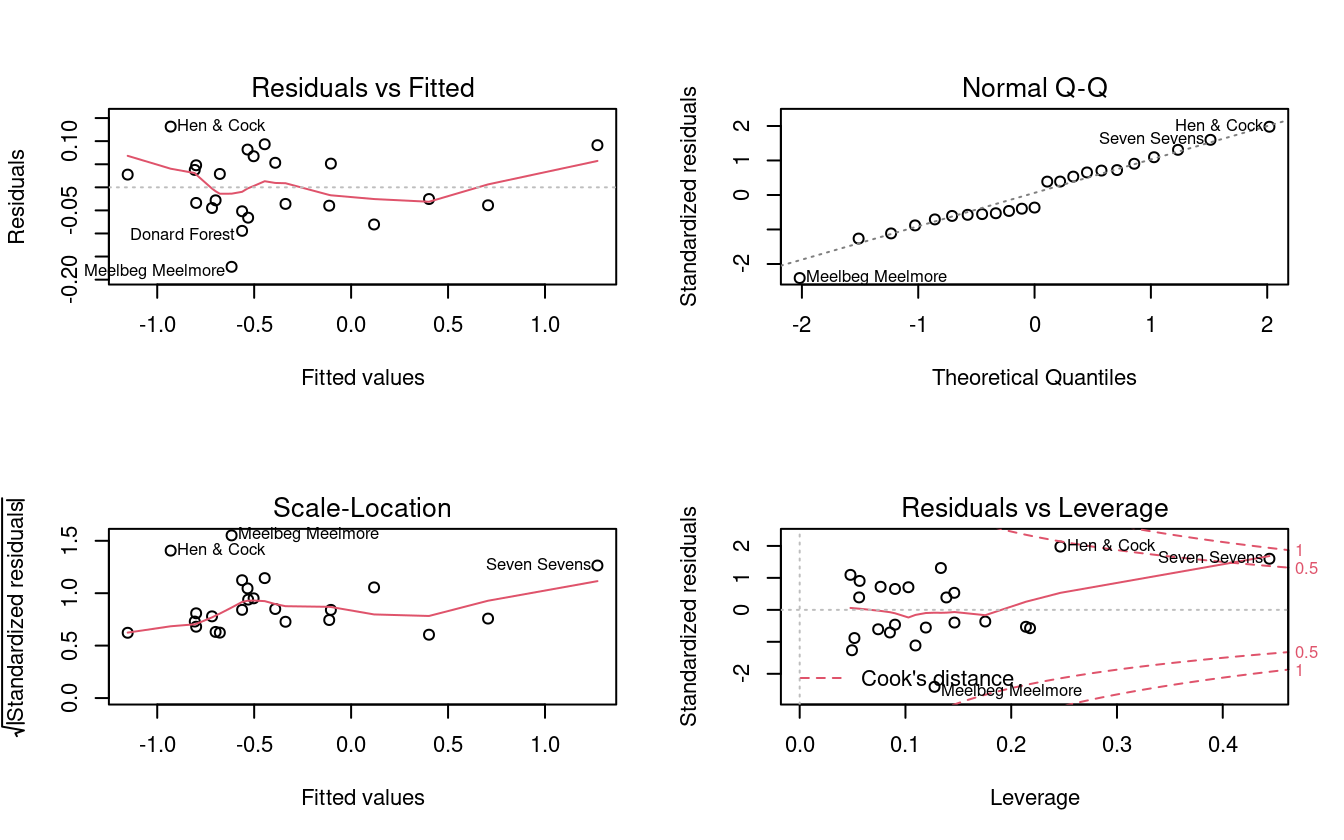 Residuals vs Fitted
Residuals
0.10
-0.05
-0.20
Hen & Cock
Donard Forest
Meelbeg Meelmore
-1.0 -0.5 0.0 0.5 1.0
Fitted values
Normal Q-Q
Standardized residuals
2
1
0
-2
Hen & Cock
Seven Sevens
Meelbeg Meelmore
-2 -1 0 1 2
Theoretical Quantiles
Scale-Location
√|Standardized residuals|
1.5
1.0
0.5
0.0
Meelbeg Meelmore
Hen & Cock
Seven Sevens
-1.0 -0.5 0.0 0.5 1.0
Fitted values
Residuals vs Leverage
Standardized residuals
2
1
0
-2
Hen & Cock
Seven Sevens
1
0.5
0.5
1
Cook's distance
Meelbeg Meelmore
0.0 0.1 0.2 0.3 0.4
Leverage